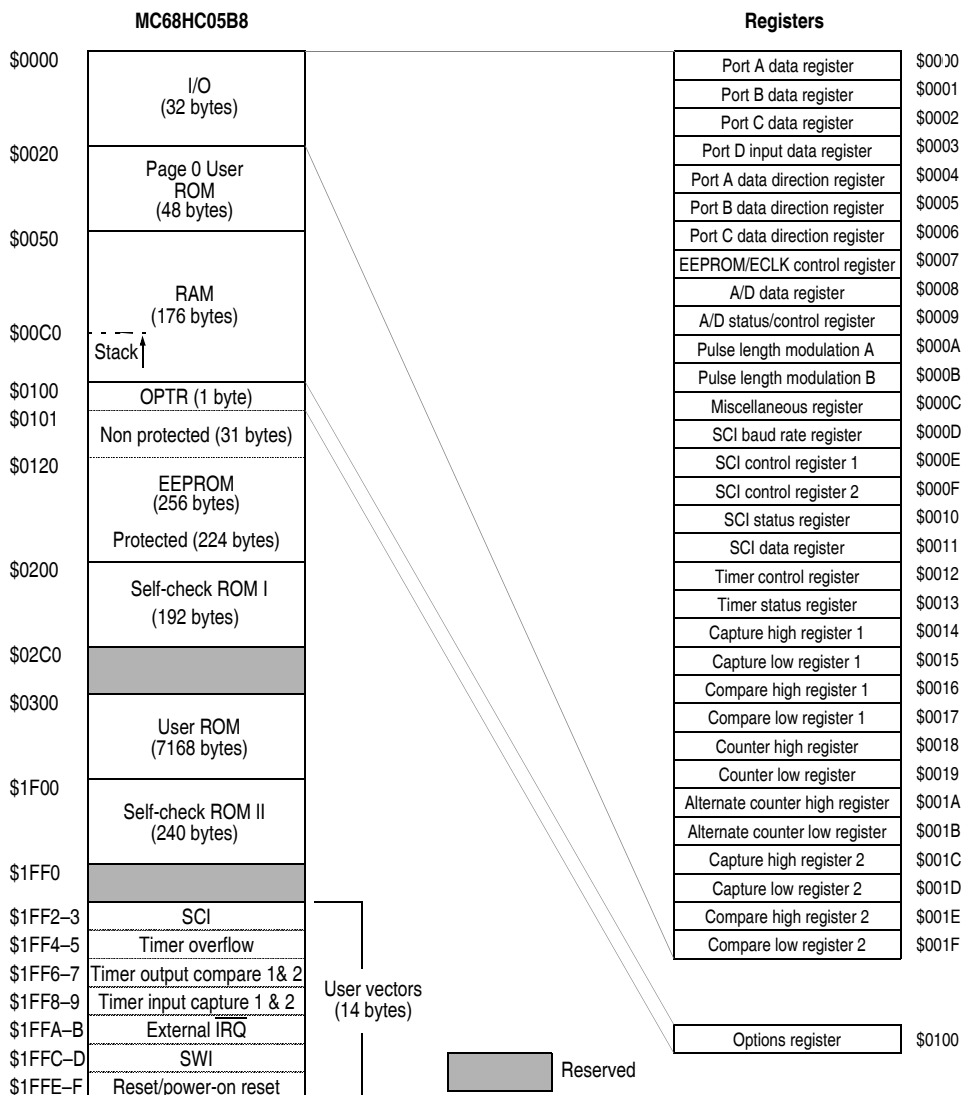 MC68HC05B8
Registers
$0000
I/O
(32 bytes)
$0020
Page 0 User
ROM
(48 bytes)
$0050
RAM
(176 bytes)
$00C0
Stack
$0100
OPTR (1 byte)
$0101
Non protected (31 bytes)
$0120
EEPROM
(256 bytes)
Protected (224 bytes)
$0200
Self-check ROM I
(192 bytes)
$02C0
$0300
User ROM
(7168 bytes)
$1F00
Self-check ROM II
(240 bytes)
$1FF0
$1FF2–3 SCI
$1FF4–5 Timer overflow
$1FF6–7 Timer output compare 1& 2
$1FF8–9 Timer input capture 1 & 2
$1FFA–B External IRQ
$1FFC–D SWI
$1FFE–F Reset/power-on reset
User vectors
(14 bytes)
Port A data register $0000
Port B data register $0001
Port C data register $0002
Port D input data register $0003
Port A data direction register $0004
Port B data direction register $0005
Port C data direction register $0006
EEPROM/ECLK control register $0007
A/D data register $0008
A/D status/control register $0009
Pulse length modulation A $000A
Pulse length modulation B $000B
Miscellaneous register $000C
SCI baud rate register $000D
SCI control register 1 $000E
SCI control register 2 $000F
SCI status register $0010
SCI data register $0011
Timer control register $0012
Timer status register $0013
Capture high register 1 $0014
Capture low register 1 $0015
Compare high register 1 $0016
Compare low register 1 $0017
Counter high register $0018
Counter low register $0019
Alternate counter high register $001A
Alternate counter low register $001B
Capture high register 2 $001C
Capture low register 2 $001D
Compare high register 2 $001E
Compare low register 2 $001F
Options register $0100
Reserved